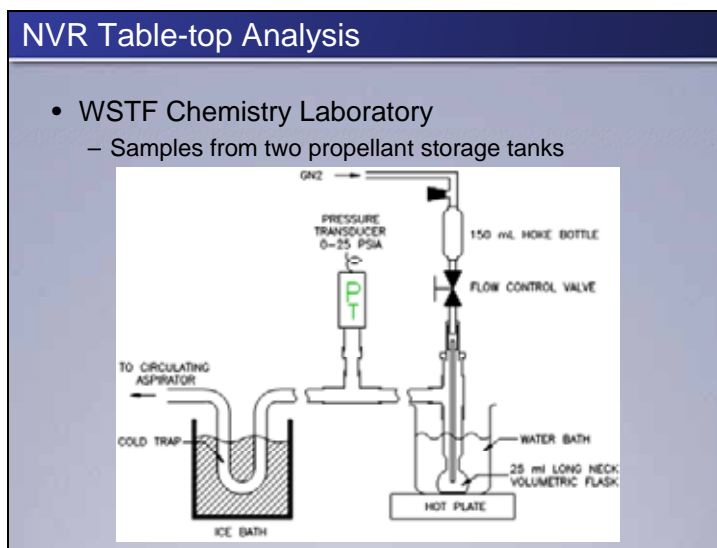 NVR Table-top Analysis
• WSTF Chemistry Laboratory
– Samples from two propellant storage tanks
GN2
PRESSURE
TRANSDUCER
0-25 PSIA
150 mL HOKE BOTTLE
PT
FLOW CONTROL VALVE
TO CIRCULATING
ASPIRATOR
COLD TRAP
WATER BATH
25 ml LONG NECK
VOLUMETRIC FLASK
HOT PLATE
ICE BATH